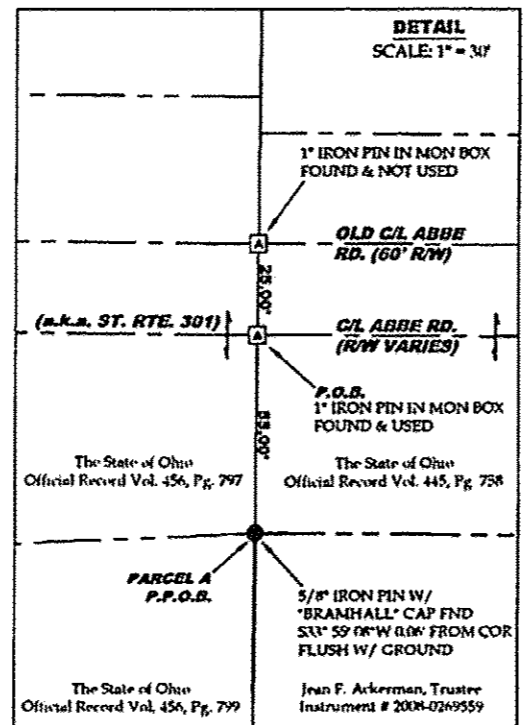 DETAIL
SCALE: 1" = 30'
1" IRON PIN IN MON BOX
FOUND & NOT USED
OLD C/L ABBE
RD. (60' R/W)
25.00'
(a.k.a. ST. RTE. 301)
C/L ABBE RD.
(R/W VARIES)
P.O.B.
1" IRON PIN IN MON BOX
FOUND & USED
A
A
55.00'
The State of Ohio
Official Record Vol. 456, Pg. 797
The State of Ohio
Official Record Vol. 445, Pg. 758
PARCEL A
P.P.O.B.
5/8" IRON PIN W/
"BRAMHALL" CAP FND
S33° 59' 08"W 0.06' FROM COR
FLUSH W/ GROUND
The State of Ohio
Official Record Vol. 456, Pg. 799
Jean F. Ackerman, Trustee
Instrument # 2008-0269559